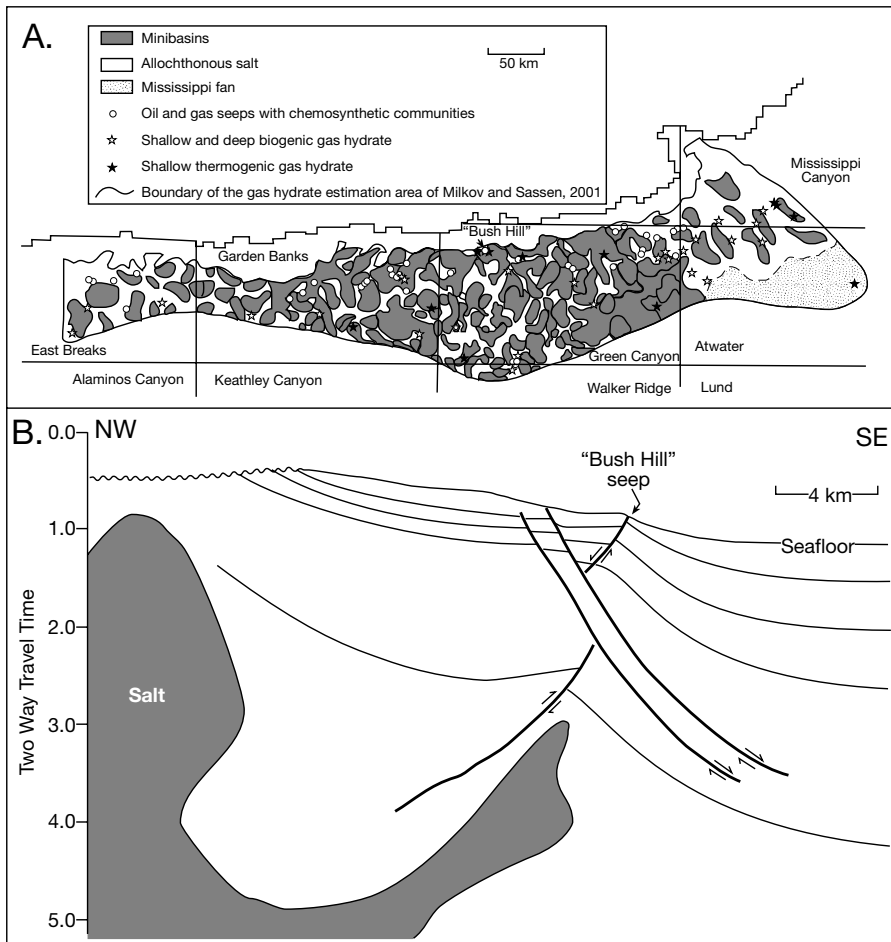 A.
Minibasins
Allochthonous salt
Mississippi fan
Oil and gas seeps with chemosynthetic communities
Shallow and deep biogenic gas hydrate
Shallow thermogenic gas hydrate
Boundary of the gas hydrate estimation area of Milkov and Sassen, 2001
50 km
Mississippi
Canyon
"Bush Hill"
Garden Banks
East Breaks
Green Canyon
Atwater
Alaminos Canyon
Keathley Canyon
Walker Ridge
Lund
B.
NW
SE
"Bush Hill"
seep
4 km
Seafloor
Salt
Two Way Travel Time
0.0
1.0
2.0
3.0
4.0
5.0